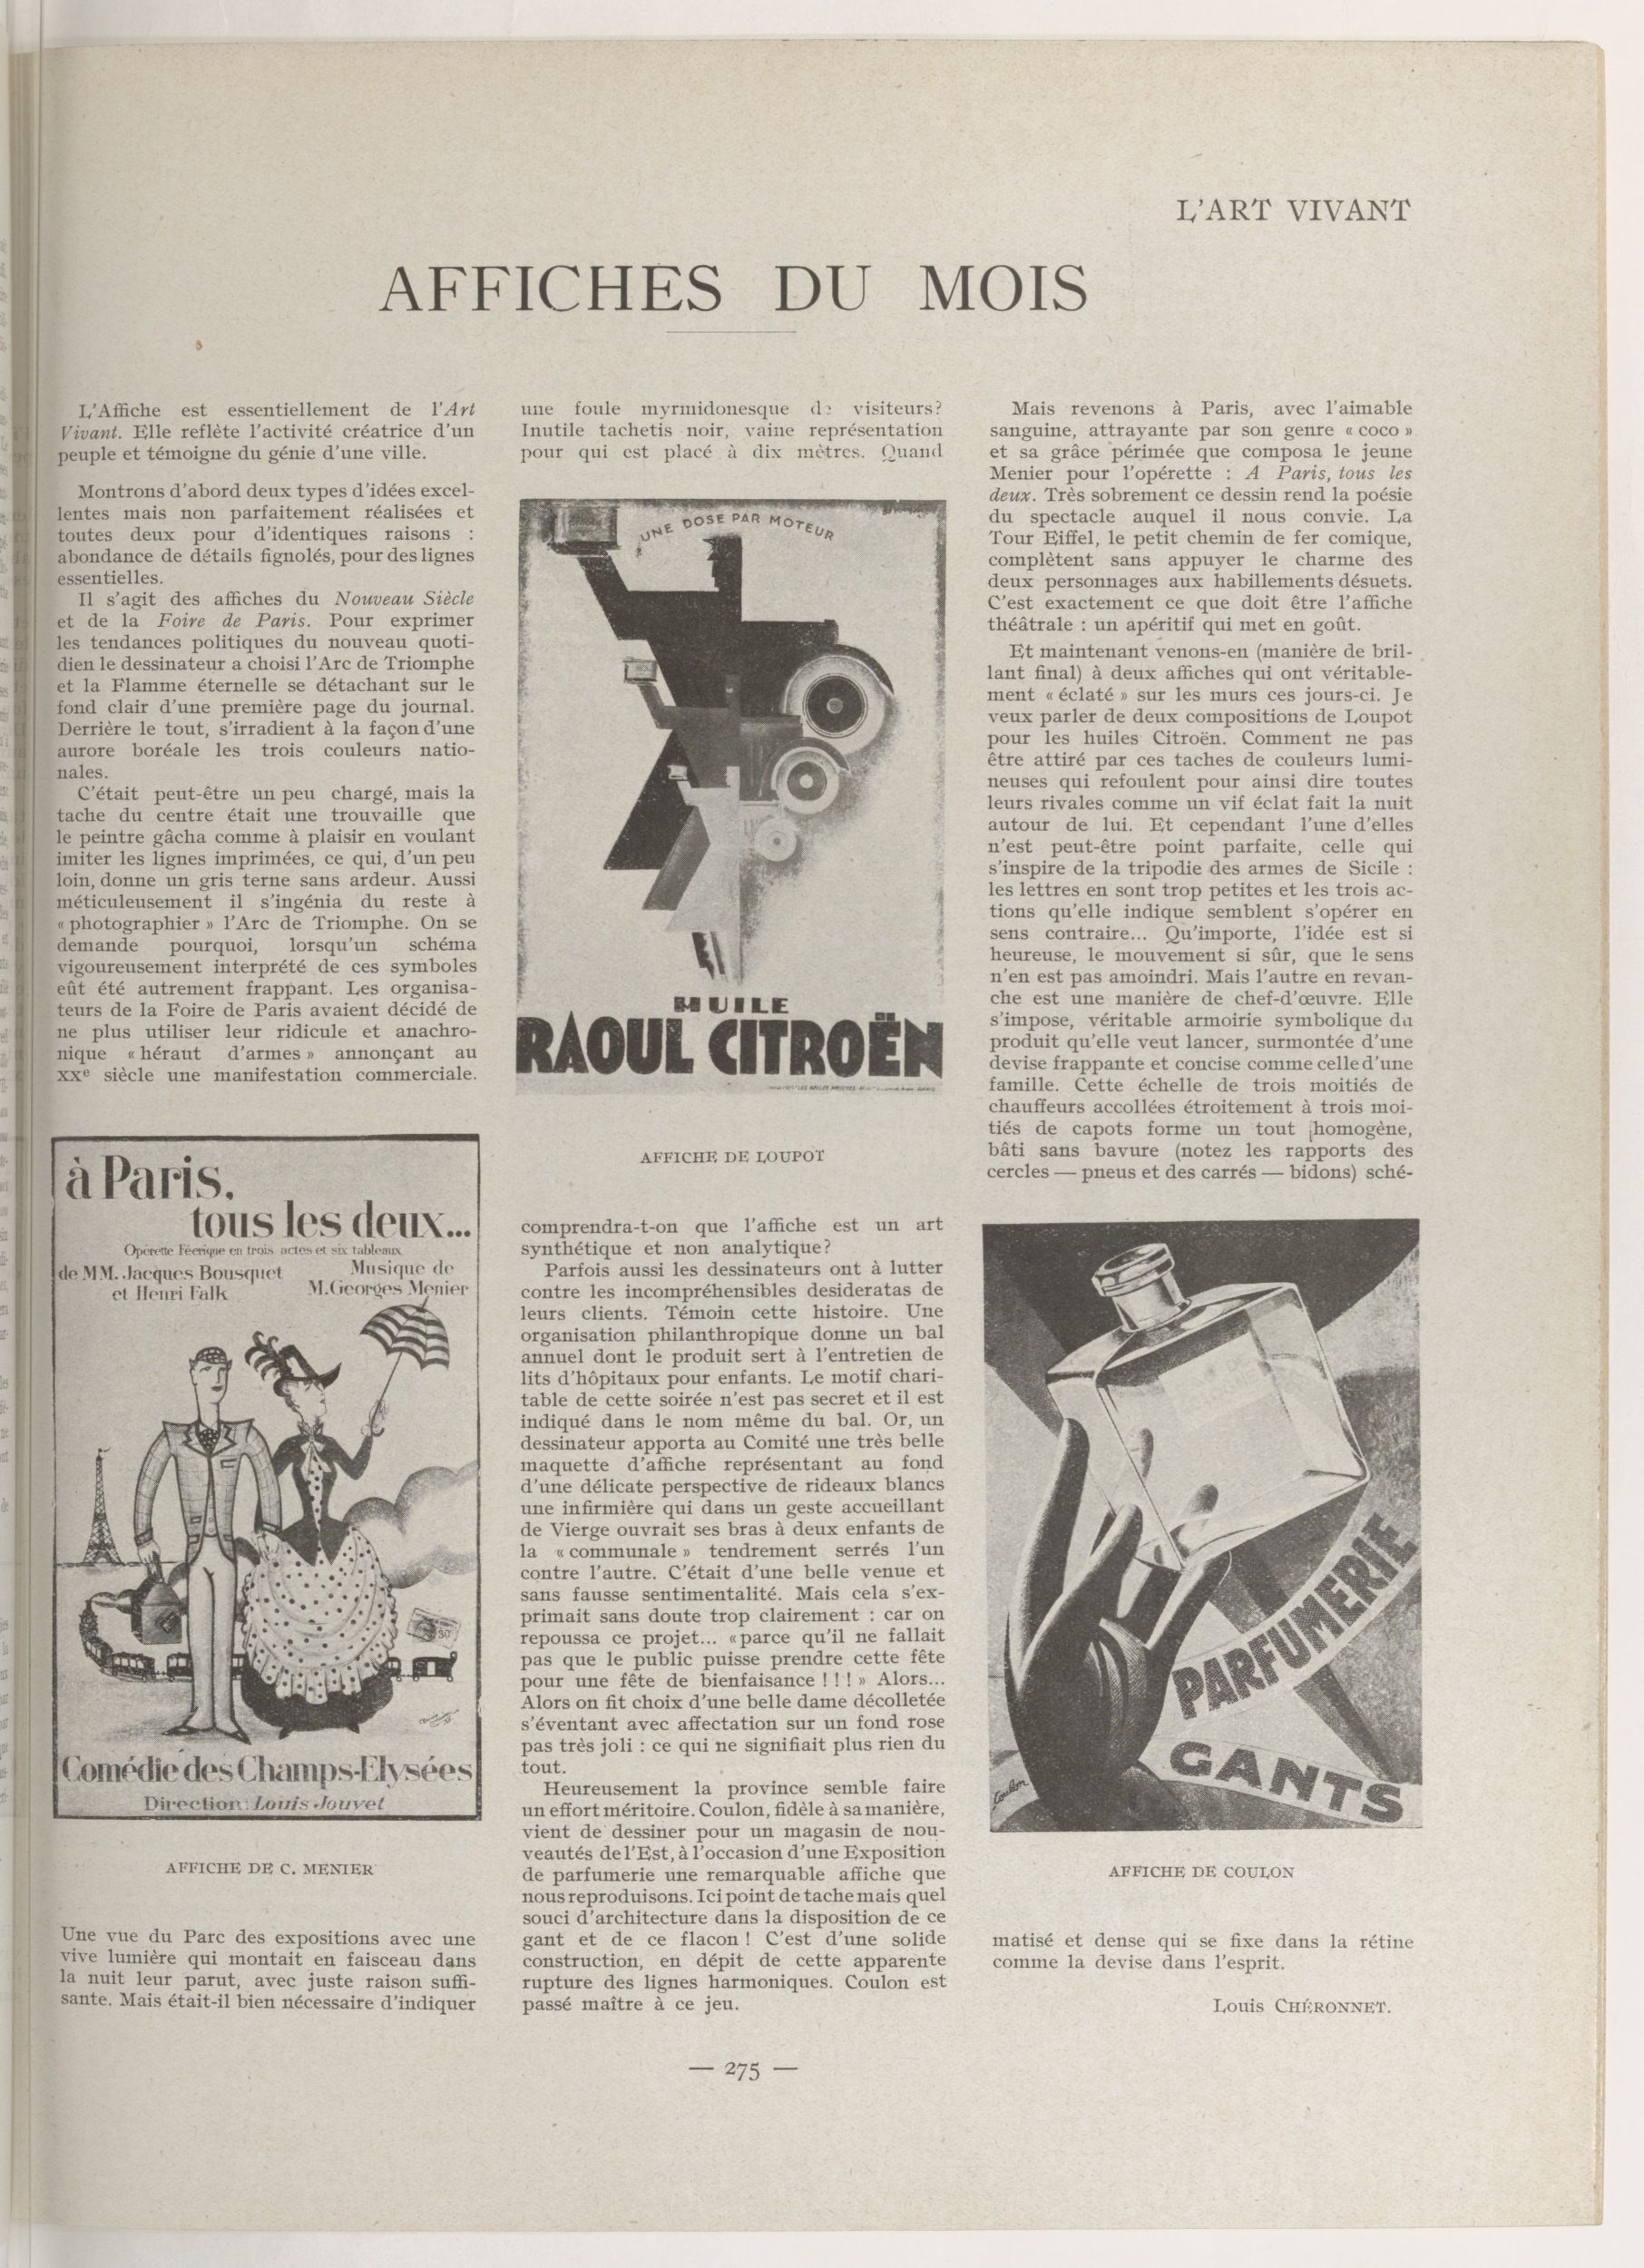 L'ART VIVANT
AFFICHES DU MOIS
L'Affiche est essentiellement de l'Art
Vivant. Elle reflète l'activité créatrice d'un
peuple et témoigne du génie d'une ville.
Montrons d'abord deux types d'idées excel-
lentes mais non parfaitement réalisées et
toutes deux pour d'identiques raisons :
abondance de détails fignolés, pour des lignes
essentielles.
Il s'agit des affiches du Nouveau Siècle
et de la Foire de Paris. Pour exprimer
les tendances politiques du nouveau quoti-
dien le dessinateur a choisi l'Arc de Triomphe
et la Flamme éternelle se détachant sur le
fond clair d'une première page du journal.
Derrière le tout, s'irradient à la façon d'une
aurore boréale les trois couleurs natio-
nales.
C'était peut-être un peu chargé, mais la
tache du centre était une trouvaille que
le peintre gâcha comme à plaisir en voulant
imiter les lignes imprimées, ce qui, d'un peu
loin, donne un gris terne sans ardeur. Aussi
méticuleusement il s'ingénia du reste à
« photographier » l'Arc de Triomphe. On se
demande pourquoi, lorsqu'un schéma
vigoureusement interprété de ces symboles
eût été autrement frappant. Les organisa-
teurs de la Foire de Paris avaient décidé de
ne plus utiliser leur ridicule et anachro-
nique « héraut d'armes » annonçant au
XXe siècle une manifestation commerciale.
à Paris,
tous les deux...
Opérette Féerique en trois actes et six tableaux
de MM. Jacques Bousquet
et Henri Falk
Musique de
M. Georges Menier
Comédie des Champs-Elysées
Direction: Louis Jouvet
AFFICHE DE C. MENIER
Une vue du Parc des expositions avec une
vive lumière qui montait en faisceau dans
la nuit leur parut, avec juste raison suffi-
sante. Mais était-il bien nécessaire d'indiquer
une foule myrmidonesque de visiteurs?
Inutile tachetis noir, vaine représentation
pour qui est placé à dix mètres. Quand
UNE DOSE PAR MOTEUR
HUILE
RAOUL CITROËN
AFFICHE DE LOUPOT
comprendra-t-on que l'affiche est un art
synthétique et non analytique?
Parfois aussi les dessinateurs ont à lutter
contre les incompréhensibles desideratas de
leurs clients. Témoin cette histoire. Une
organisation philanthropique donne un bal
annuel dont le produit sert à l'entretien de
lits d'hôpitaux pour enfants. Le motif chari-
table de cette soirée n'est pas secret et il est
indiqué dans le nom même du bal. Or, un
dessinateur apporta au Comité une très belle
maquette d'affiche représentant au fond
d'une délicate perspective de rideaux blancs
une infirmière qui dans un geste accueillant
de Vierge ouvrait ses bras à deux enfants de
la « communale » tendrement serrés l'un
contre l'autre. C'était d'une belle venue et
sans fausse sentimentalité. Mais cela s'ex-
primait sans doute trop clairement : car on
repoussa ce projet... « parce qu'il ne fallait
pas que le public puisse prendre cette fête
pour une fête de bienfaisance ! ! ! » Alors...
Alors on fit choix d'une belle dame décolletée
s'éventant avec affectation sur un fond rose
pas très joli : ce qui ne signifiait plus rien du
tout.
Heureusement la province semble faire
un effort méritoire. Coulon, fidèle à sa manière,
vient de dessiner pour un magasin de nou-
veautés de l'Est, à l'occasion d'une Exposition
de parfumerie une remarquable affiche que
nous reproduisons. Ici point de tache mais quel
souci d'architecture dans la disposition de ce
gant et de ce flacon ! C'est d'une solide
construction, en dépit de cette apparente
rupture des lignes harmoniques. Coulon est
passé maître à ce jeu.
Mais revenons à Paris, avec l'aimable
sanguine, attrayante par son genre « coco »
et sa grâce périmée que composa le jeune
Menier pour l'opérette : A Paris, tous les
deux. Très sobrement ce dessin rend la poésie
du spectacle auquel il nous convie. La
Tour Eiffel, le petit chemin de fer comique,
complètent sans appuyer le charme des
deux personnages aux habillements désuets.
C'est exactement ce que doit être l'affiche
théâtrale : un apéritif qui met en goût.
Et maintenant venons-en (manière de bril-
lant final) à deux affiches qui ont véritable-
ment « éclaté » sur les murs ces jours-ci. Je
veux parler de deux compositions de Loupot
pour les huiles Citroën. Comment ne pas
être attiré par ces taches de couleurs lumi-
neuses qui refoulent pour ainsi dire toutes
leurs rivales comme un vif éclat fait la nuit
autour de lui. Et cependant l'une d'elles
n'est peut-être point parfaite, celle qui
s'inspire de la tripodie des armes de Sicile :
les lettres en sont trop petites et les trois ac-
tions qu'elle indique semblent s'opérer en
sens contraire... Qu'importe, l'idée est si
heureuse, le mouvement si sûr, que le sens
n'en est pas amoindri. Mais l'autre en revan-
che est une manière de chef-d'œuvre. Elle
s'impose, véritable armoirie symbolique du
produit qu'elle veut lancer, surmontée d'une
devise frappante et concise comme celle d'une
famille. Cette échelle de trois moitiés de
chauffeurs accollées étroitement à trois moi-
tiés de capots forme un tout homogène,
bâti sans bavure (notez les rapports des
cercles — pneus et des carrés — bidons) sché-
PARFUMERIE
GANTS
Coulon
AFFICHE DE COULON
matisé et dense qui se fixe dans la rétine
comme la devise dans l'esprit.
Louis CHÉRONNET.
— 275 —